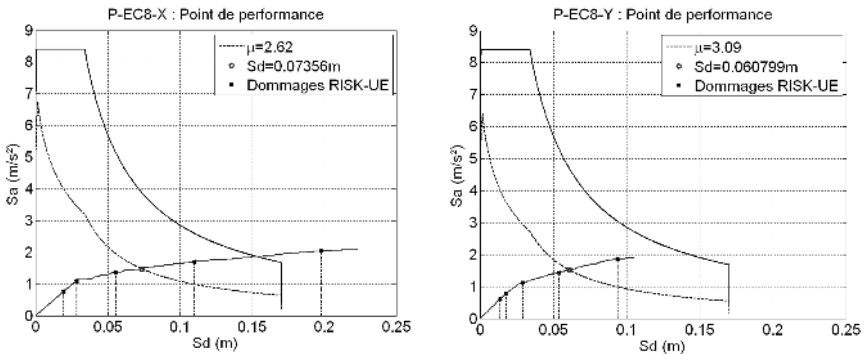 P-EC8-X : Point de performance
μ=2.62
Sd=0.07356m
Dommages RISK-UE
Sa (m/s²)
9
8
7
6
5
4
3
2
1
0
0 0.05 0.1 0.15 0.2 0.25
Sd (m)
P-EC8-Y : Point de performance
μ=3.09
Sd=0.060799m
Dommages RISK-UE
Sa (m/s²)
9
8
7
6
5
4
3
2
1
0
0 0.05 0.1 0.15 0.2 0.25
Sd (m)